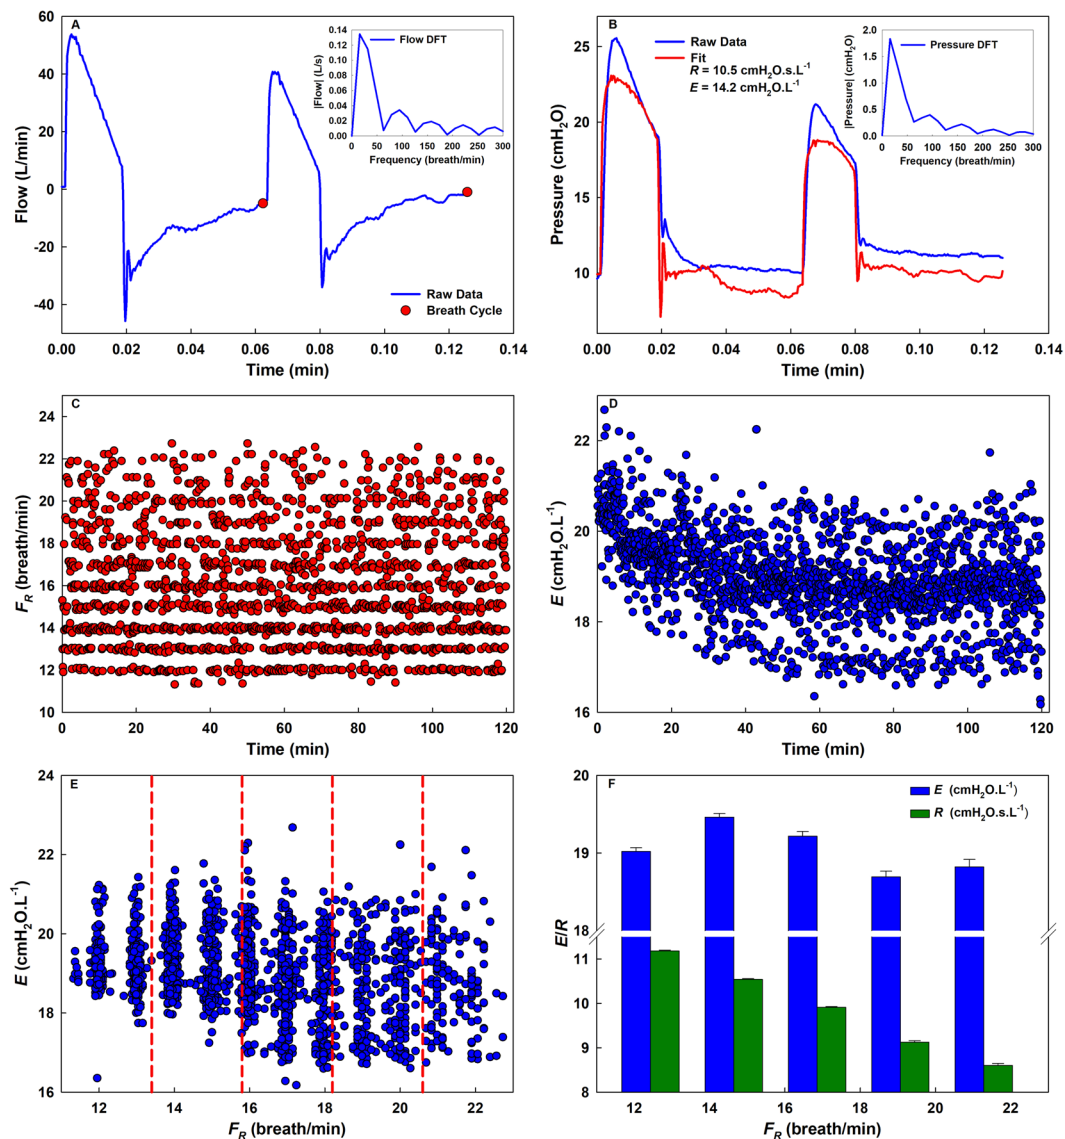 A
Flow (L/min)
60
40
20
0
-20
-40
0.00 0.02 0.04 0.06 0.08 0.10 0.12 0.14
Time (min)
Raw Data
Breath Cycle
Flow DFT
|Flow| (L/s)
0.14
0.12
0.10
0.08
0.06
0.04
0.02
0.00
0 50 100 150 200 250 300
Frequency (breath/min)
B
Pressure (cmH₂O)
25
20
15
10
0.00 0.02 0.04 0.06 0.08 0.10 0.12 0.14
Time (min)
Raw Data
Fit
R = 10.5 cmH₂O.s.L⁻¹
E = 14.2 cmH₂O.L⁻¹
Pressure DFT
|Pressure| (cmH₂O)
2.0
1.5
1.0
0.5
0.0
0 50 100 150 200 250 300
Frequency (breath/min)
C
F_R (breath/min)
24
22
20
18
16
14
12
10
0 20 40 60 80 100 120
Time (min)
D
E (cmH₂O.L⁻¹)
22
20
18
16
0 20 40 60 80 100 120
Time (min)
E
E (cmH₂O.L⁻¹)
24
22
20
18
16
12 14 16 18 20 22
F_R (breath/min)
F
E/R
20
19
18
11
10
9
8
12 14 16 18 20 22
F_R (breath/min)
E (cmH₂O.L⁻¹)
R (cmH₂O.s.L⁻¹)